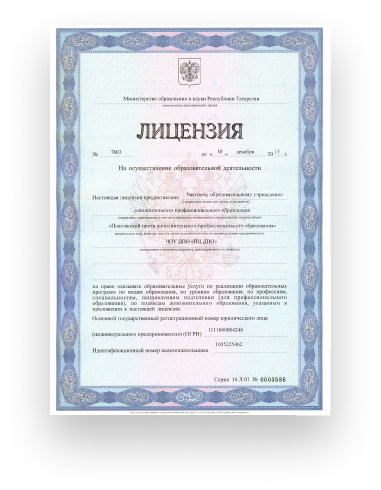 Министерство образования и науки Республики Татарстан
ЛИЦЕНЗИЯ
№ 7603 от « 10 » декабря 2015 г.
На осуществление образовательной деятельности
Настоящая лицензия предоставлена Частному образовательному учреждению
дополнительного профессионального образования
«Поволжский центр дополнительного профессионального образования»
ЧОУ ДПО «ПЦ ДПО»
на право оказывать образовательные услуги по реализации образовательных
программ по видам образования, по уровням образования, по профессиям,
специальностям, направлениям подготовки (для профессионального
образования), по подвидам дополнительного образования, указанным в
приложении к настоящей лицензии.
Основной государственный регистрационный номер юридического лица
(индивидуального предпринимателя) (ОГРН) 1111600004240
Идентификационный номер налогоплательщика 1655225462
Серия 16 Л 01 № 0003586